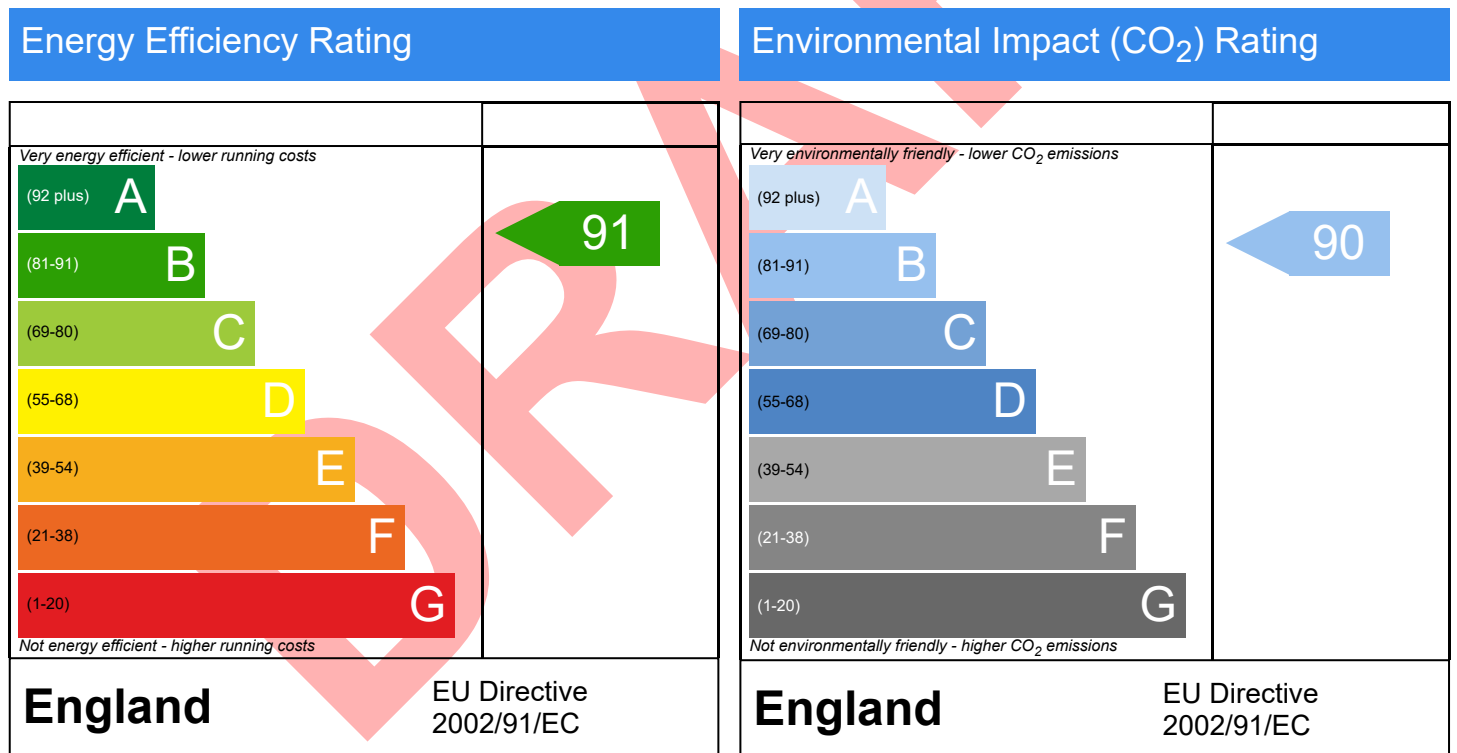 Energy Efficiency Rating
Very energy efficient - lower running costs
(92 plus) A
(81-91) B
(69-80) C
(55-68) D
(39-54) E
(21-38) F
(1-20) G
Not energy efficient - higher running costs
91
England
EU Directive
2002/91/EC
Environmental Impact (CO₂) Rating
Very environmentally friendly - lower CO₂ emissions
(92 plus) A
(81-91) B
(69-80) C
(55-68) D
(39-54) E
(21-38) F
(1-20) G
Not environmentally friendly - higher CO₂ emissions
90
England
EU Directive
2002/91/EC
DRA